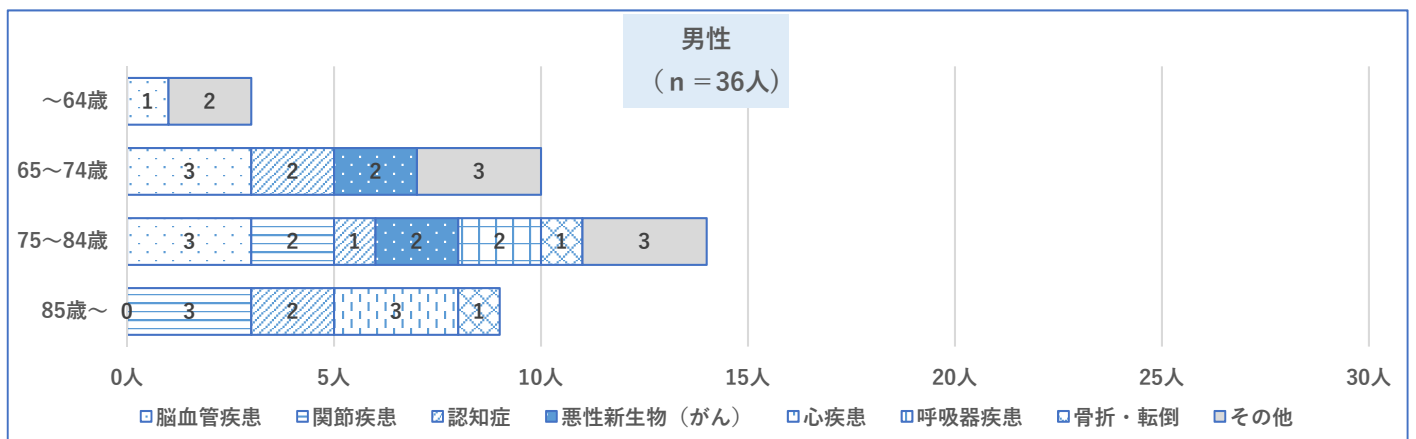 男性
（ｎ＝36人）
～64歳 1 2
65～74歳 3 2 2 3
75～84歳 3 2 1 2 2 1 3
85歳～ 0 3 2 3 1
0人 5人 10人 15人 20人 25人 30人
脳血管疾患 関節疾患 認知症 悪性新生物（がん） 心疾患 呼吸器疾患 骨折・転倒 その他